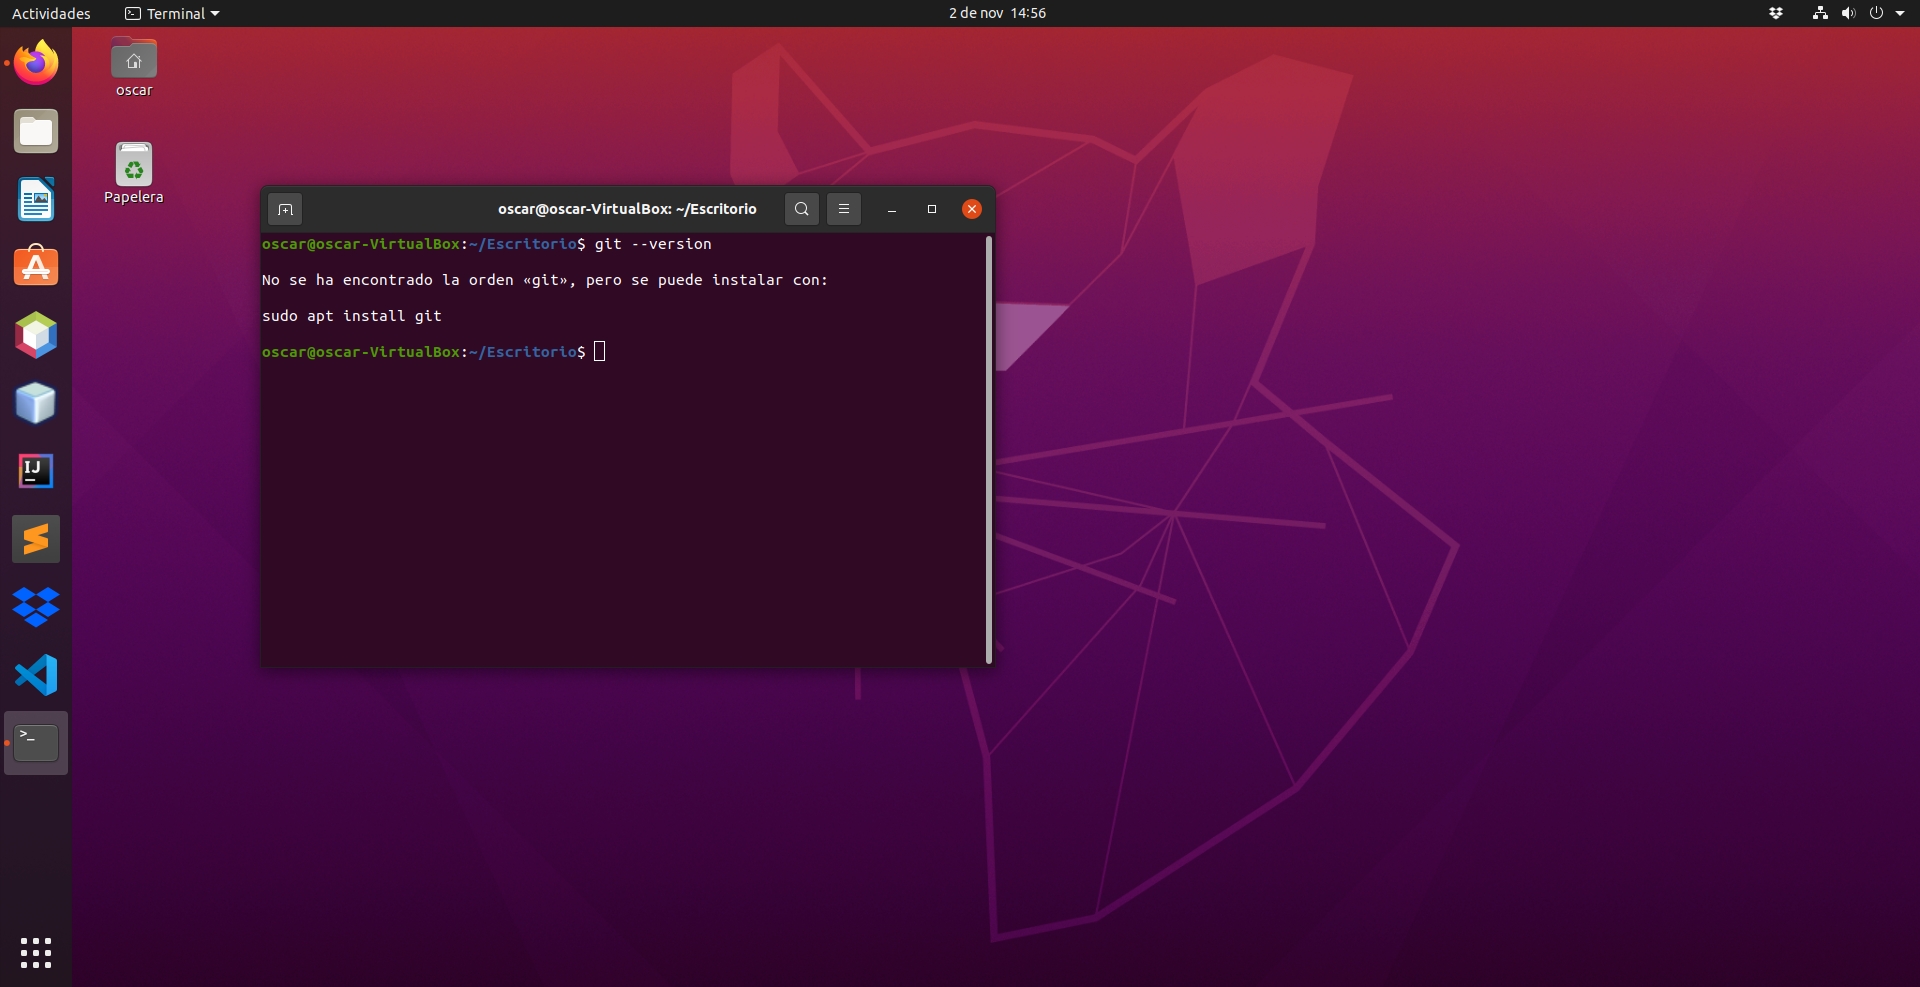 Actividades
Terminal
2 de nov 14:56
oscar
Papelera
oscar@oscar-VirtualBox: ~/Escritorio
oscar@oscar-VirtualBox:~/Escritorio$ git --version
No se ha encontrado la orden «git», pero se puede instalar con:
sudo apt install git
oscar@oscar-VirtualBox:~/Escritorio$
IJ
>_